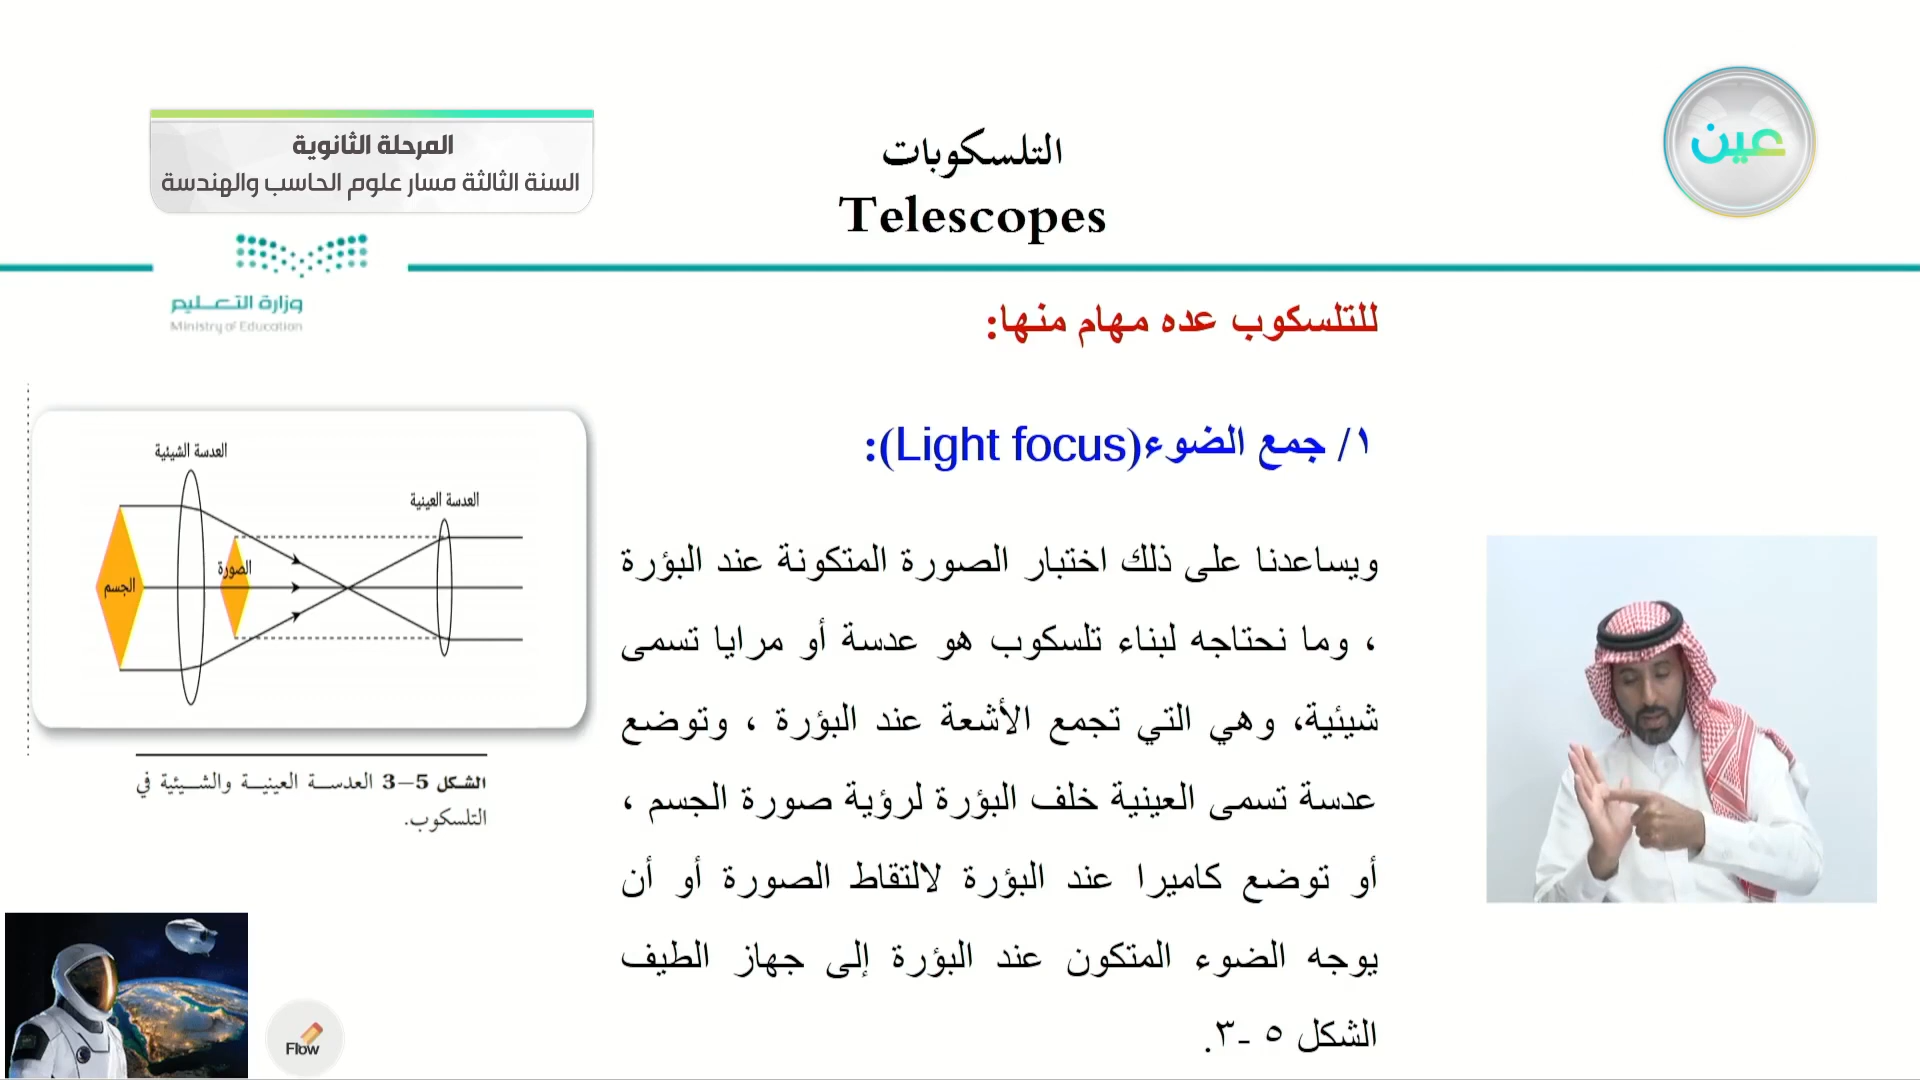 المرحلة الثانوية
السنة الثالثة مسار علوم الحاسب والهندسة
التلسكوبات
Telescopes
عين
وزارة التعليم
Ministry of Education
للتلسكوب عده مهام منها:
١/ جمع الضوء(Light focus):
ويساعدنا على ذلك اختبار الصورة المتكونة عند البؤرة
، وما نحتاجه لبناء تلسكوب هو عدسة أو مرايا تسمى
شيئية، وهي التي تجمع الأشعة عند البؤرة ، وتوضع
عدسة تسمى العينية خلف البؤرة لرؤية صورة الجسم ،
أو توضع كاميرا عند البؤرة لالتقاط الصورة أو أن
يوجه الضوء المتكون عند البؤرة إلى جهاز الطيف
الشكل ٥ -٣.
العدسة الشيئية
العدسة العينية
الصورة
الجسم
الشكل 5–3 العدسة العينية والشيئية في
التلسكوب.
Flow